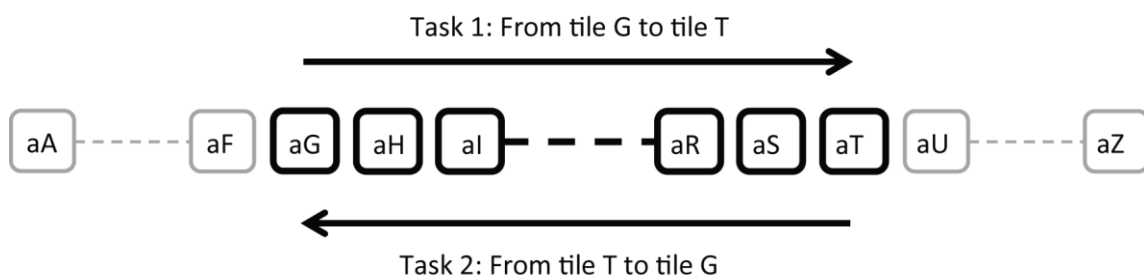 Task 1: From tile G to tile T
aA aF aG aH aI aR aS aT aU aZ
Task 2: From tile T to tile G